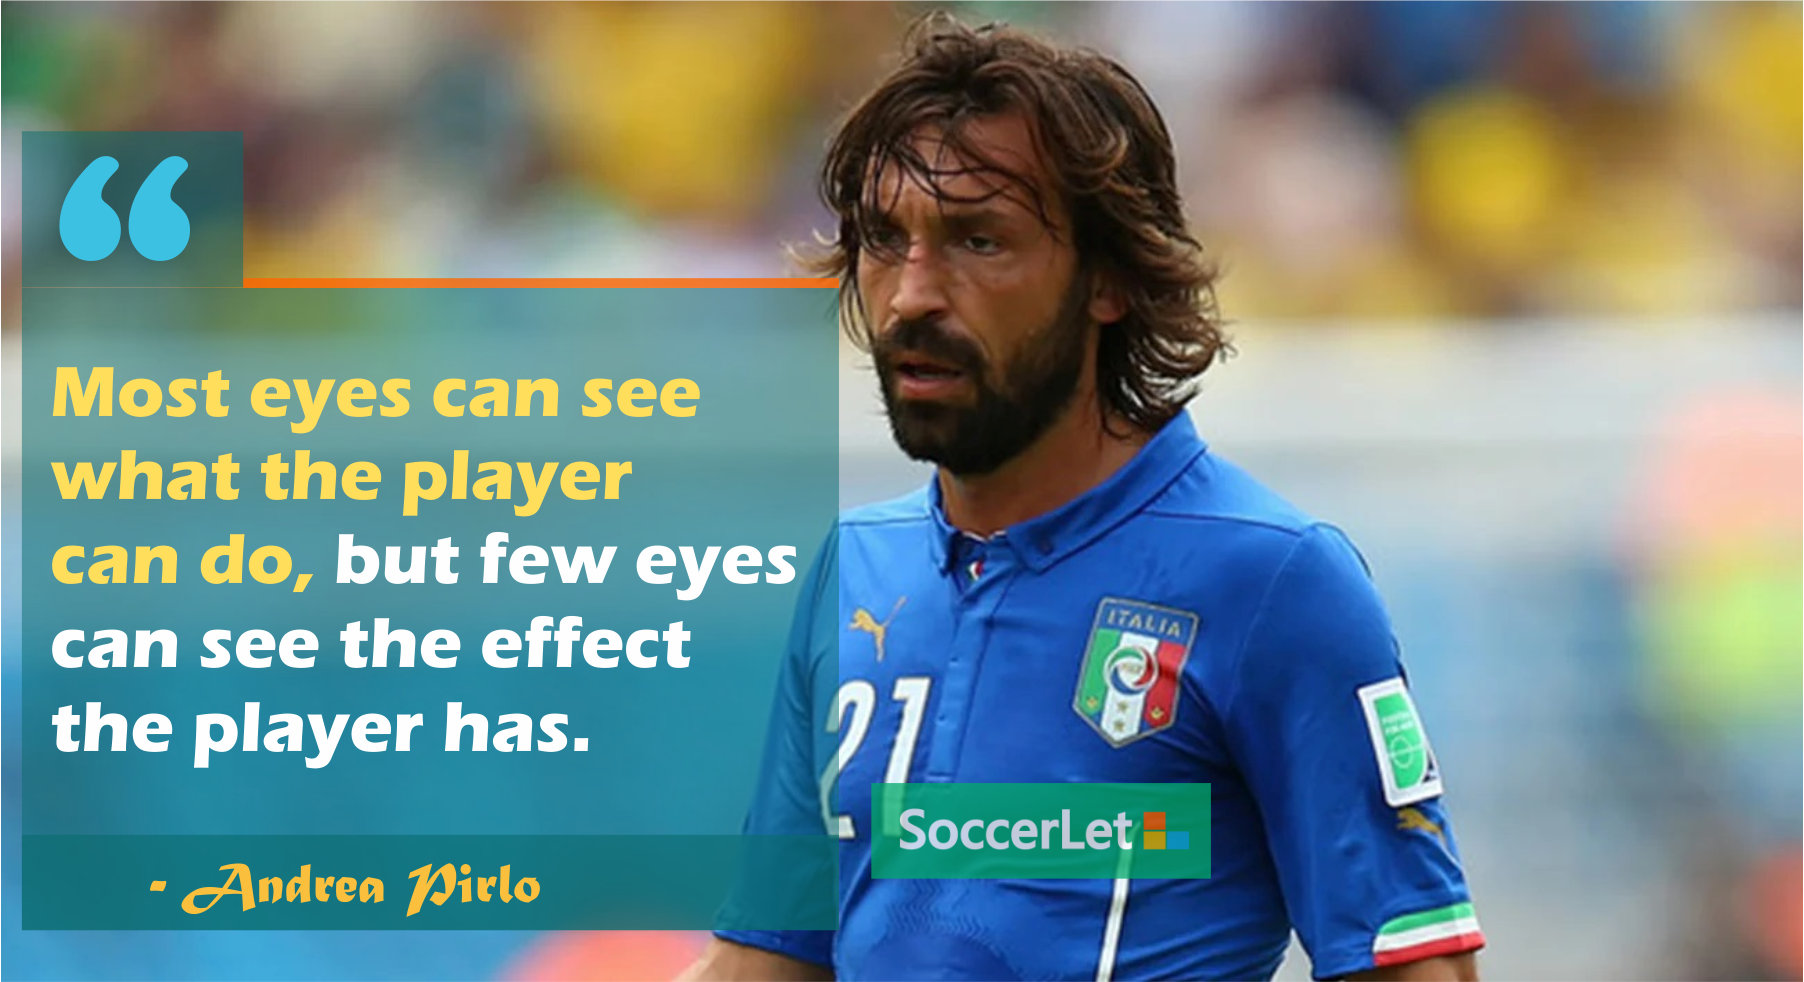 “
Most eyes can see
what the player
can do, but few eyes
can see the effect
the player has.
- Andrea Pirlo
ITALIA
21
SoccerLet